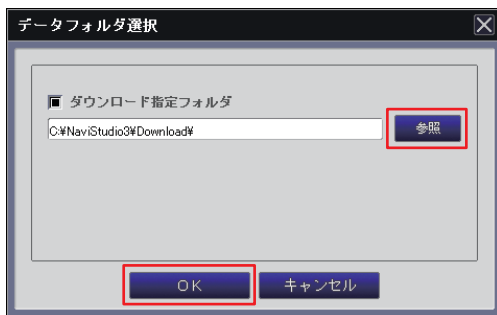 データフォルダ選択
ダウンロード指定フォルダ
C:¥NaviStudio3¥Download¥
参照
OK
キャンセル